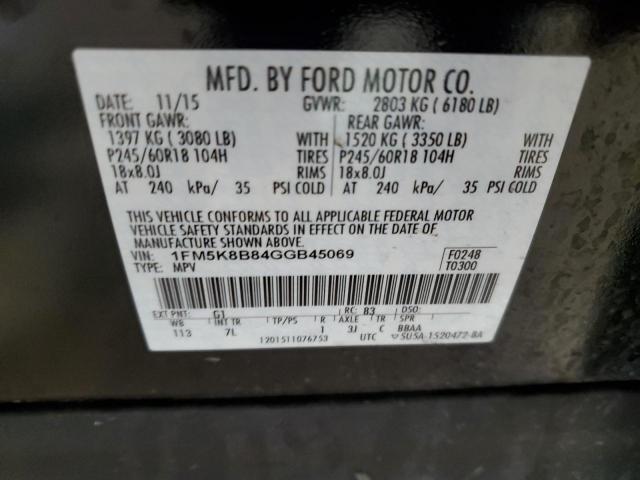 MFD. BY FORD MOTOR CO.
DATE: 11/15 GVWR: 2803 KG ( 6180 LB)
FRONT GAWR: REAR GAWR:
1397 KG ( 3080 LB) WITH 1520 KG ( 3350 LB)
P245/60R18 104H TIRES P245/60R18 104H
18x8.0J RIMS 18x8.0J
AT 240 kPa/ 35 PSI COLD AT 240 kPa/ 35 PSI COLD
THIS VEHICLE CONFORMS TO ALL APPLICABLE FEDERAL MOTOR
VEHICLE SAFETY STANDARDS IN EFFECT ON THE DATE OF
MANUFACTURE SHOWN ABOVE.
VIN: 1FM5K8B84GGB45069 F0248
TYPE: MPV T0300
EXT PNT: G1 RC: B3 DSO:
WB INT TR TP/PS R AXLE TR SPR
113 7L 1 3J C BBAA
1201511076753 UTC SU5A-1520472-BA